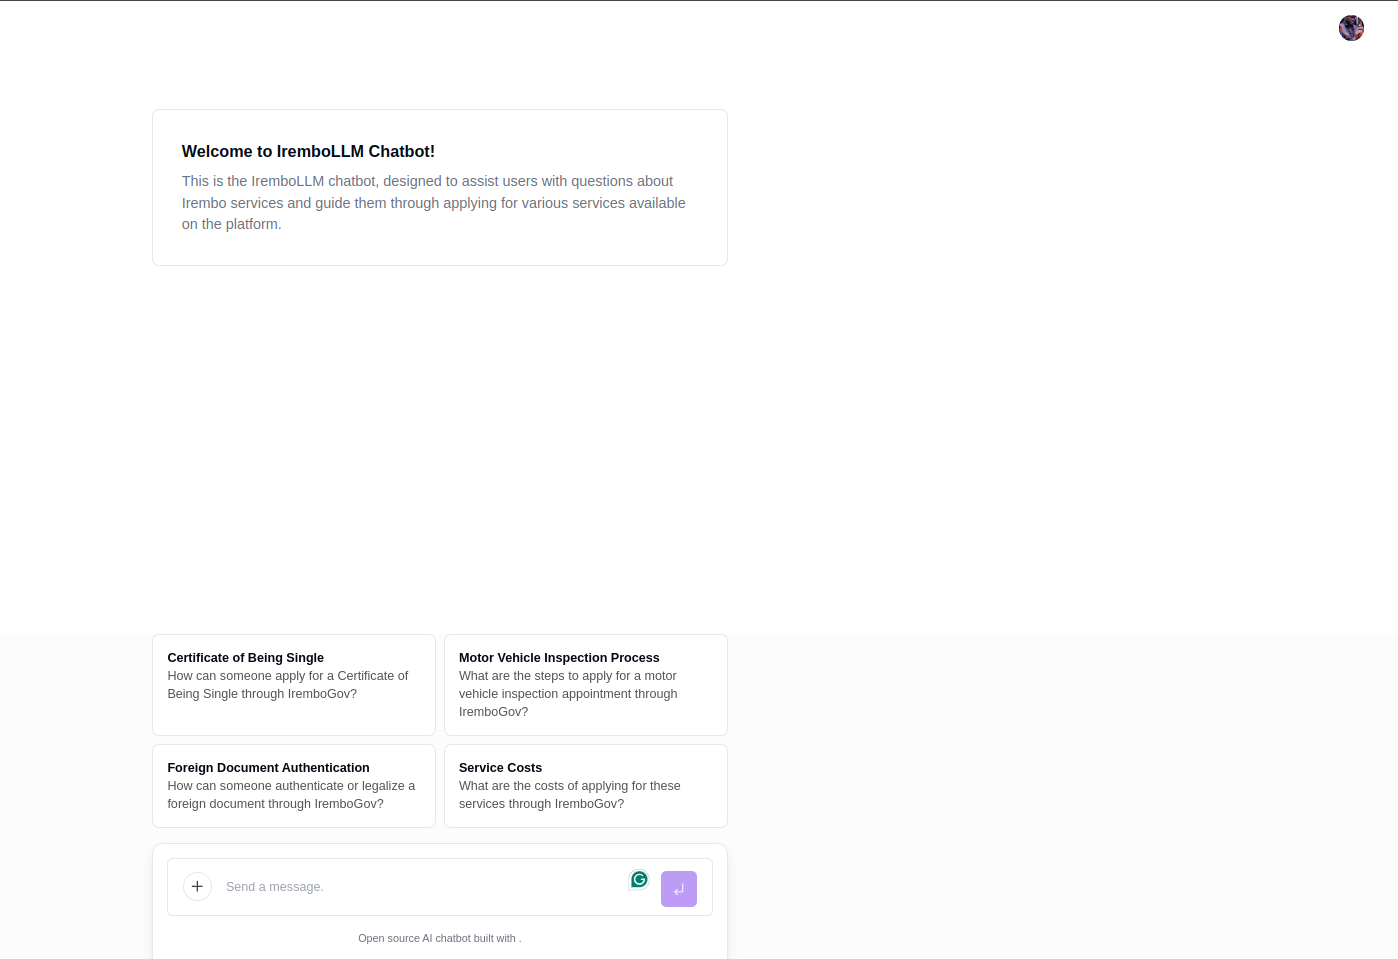 Welcome to IremboLLM Chatbot!
This is the IremboLLM chatbot, designed to assist users with questions about
Irembo services and guide them through applying for various services available
on the platform.
Certificate of Being Single
How can someone apply for a Certificate of
Being Single through IremboGov?
Motor Vehicle Inspection Process
What are the steps to apply for a motor
vehicle inspection appointment through
IremboGov?
Foreign Document Authentication
How can someone authenticate or legalize a
foreign document through IremboGov?
Service Costs
What are the costs of applying for these
services through IremboGov?
Send a message.
Open source AI chatbot built with .